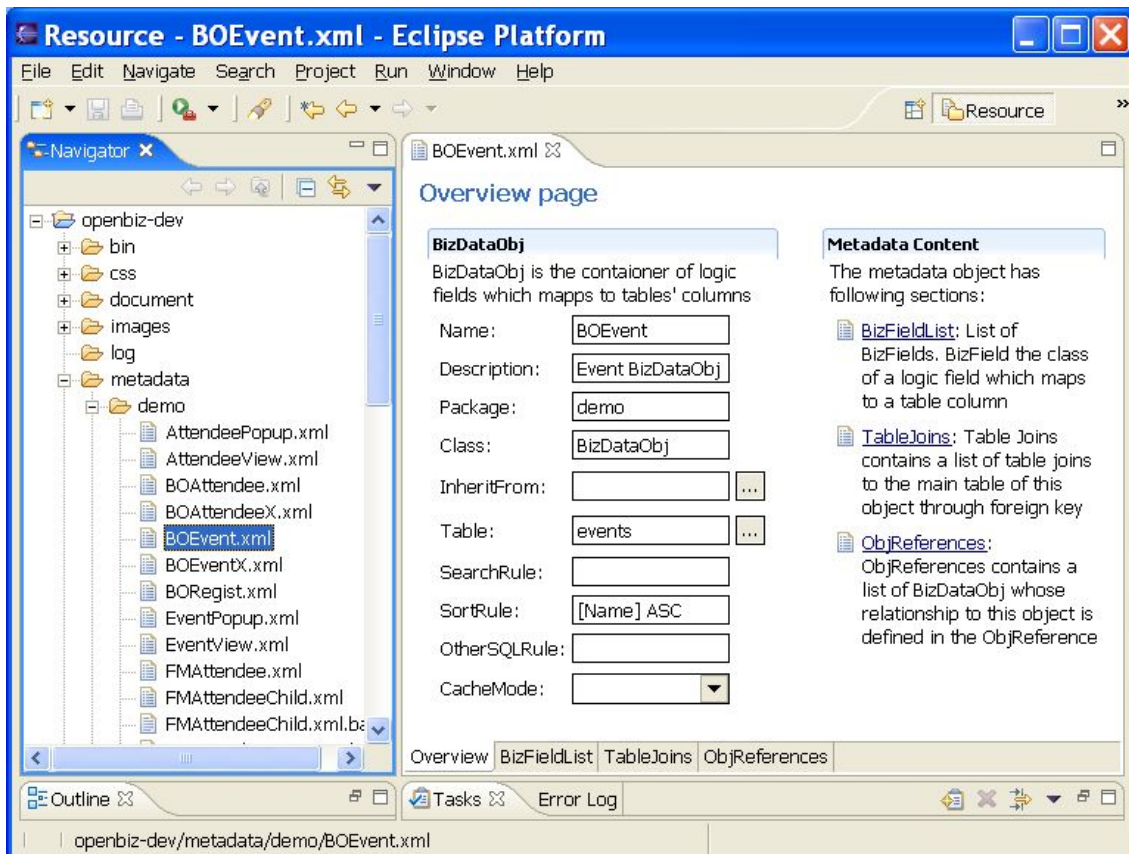 Resource - BOEvent.xml - Eclipse Platform
File Edit Navigate Search Project Run Window Help
Resource
»
Navigator
openbiz-dev
bin
css
document
images
log
metadata
demo
AttendeePopup.xml
AttendeeView.xml
BOAttendee.xml
BOAttendeeX.xml
BOEvent.xml
BOEventX.xml
BORegist.xml
EventPopup.xml
EventView.xml
FMAttendee.xml
FMAttendeeChild.xml
FMAttendeeChild.xml.ba
BOEvent.xml
Overview page
BizDataObj
BizDataObj is the contaioner of logic
fields which mapps to tables' columns
Name: BOEvent
Description: Event BizDataObj
Package: demo
Class: BizDataObj
InheritFrom: ...
Table: events ...
SearchRule:
SortRule: [Name] ASC
OtherSQLRule:
CacheMode:
Metadata Content
The metadata object has
following sections:
BizFieldList: List of
BizFields. BizField the class
of a logic field which maps
to a table column
TableJoins: Table Joins
contains a list of table joins
to the main table of this
object through foreign key
ObjReferences:
ObjReferences contains a
list of BizDataObj whose
relationship to this object is
defined in the ObjReference
Overview BizFieldList TableJoins ObjReferences
Outline
Tasks Error Log
openbiz-dev/metadata/demo/BOEvent.xml